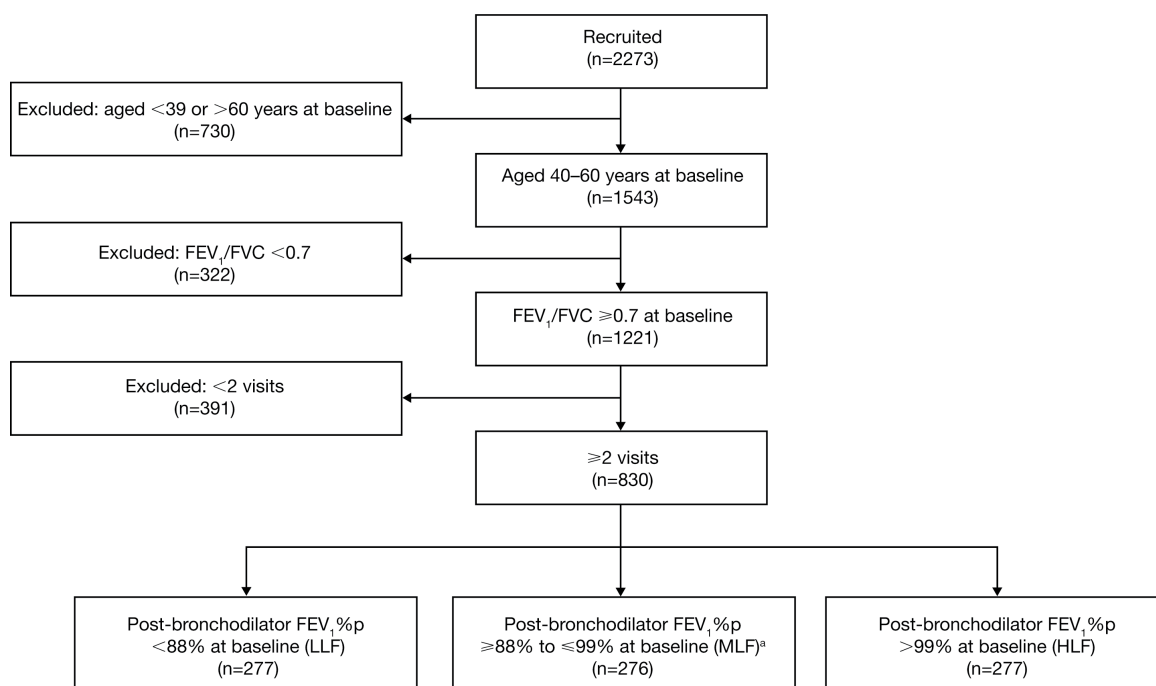 Recruited
(n=2273)
Excluded: aged <39 or >60 years at baseline
(n=730)
Aged 40–60 years at baseline
(n=1543)
Excluded: FEV₁/FVC <0.7
(n=322)
FEV₁/FVC ⩾0.7 at baseline
(n=1221)
Excluded: <2 visits
(n=391)
⩾2 visits
(n=830)
Post-bronchodilator FEV₁%p
<88% at baseline (LLF)
(n=277)
Post-bronchodilator FEV₁%p
⩾88% to ⩽99% at baseline (MLF)ᵃ
(n=276)
Post-bronchodilator FEV₁%p
>99% at baseline (HLF)
(n=277)